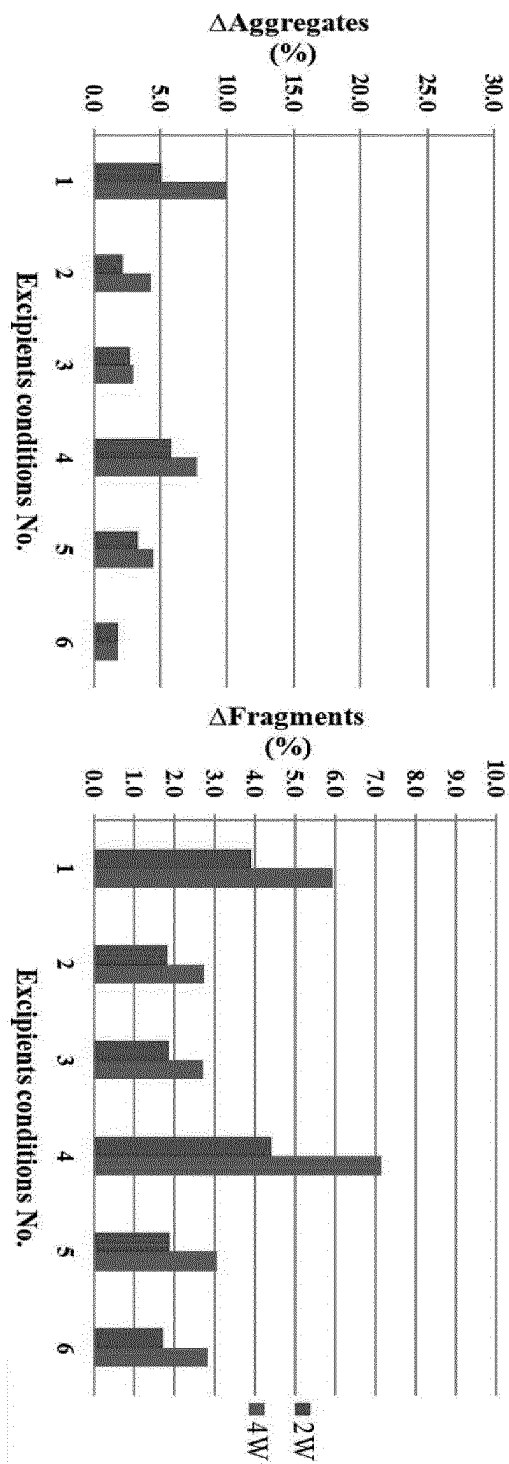 ΔAggregates
(%)
30.0
25.0
20.0
15.0
10.0
5.0
0.0
1 2 3 4 5 6
Excipients conditions No.
ΔFragments
(%)
10.0
9.0
8.0
7.0
6.0
5.0
4.0
3.0
2.0
1.0
0.0
1 2 3 4 5 6
Excipients conditions No.
2W
4W